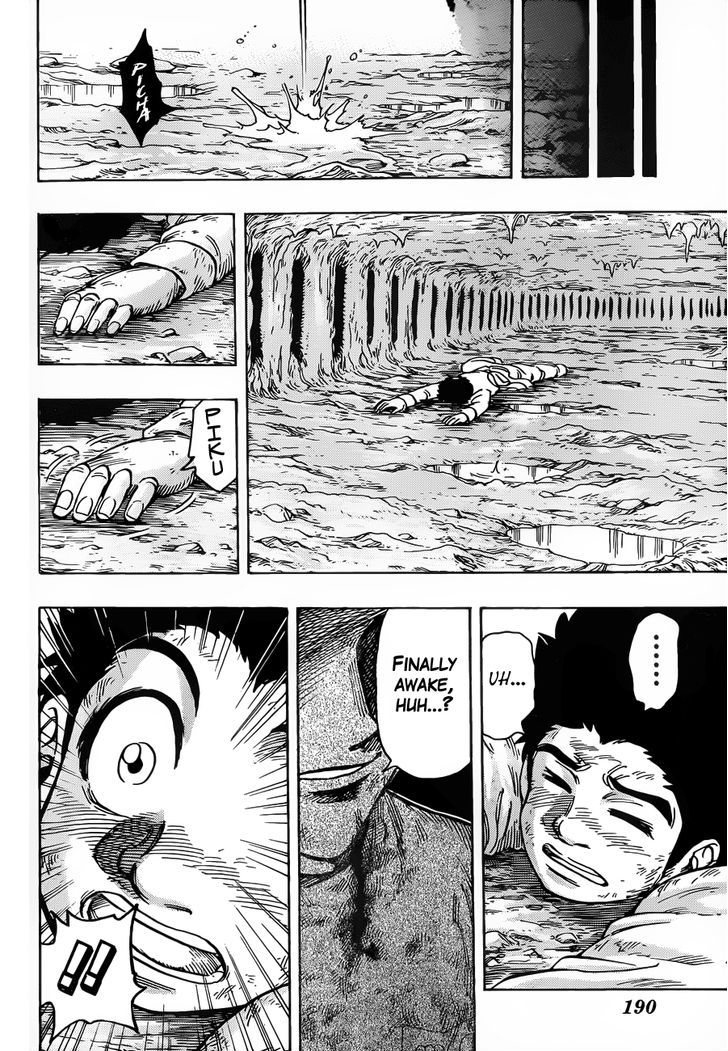 PICHA
PIKU
......
UH...
FINALLY
AWAKE,
HUH...?
!!
190